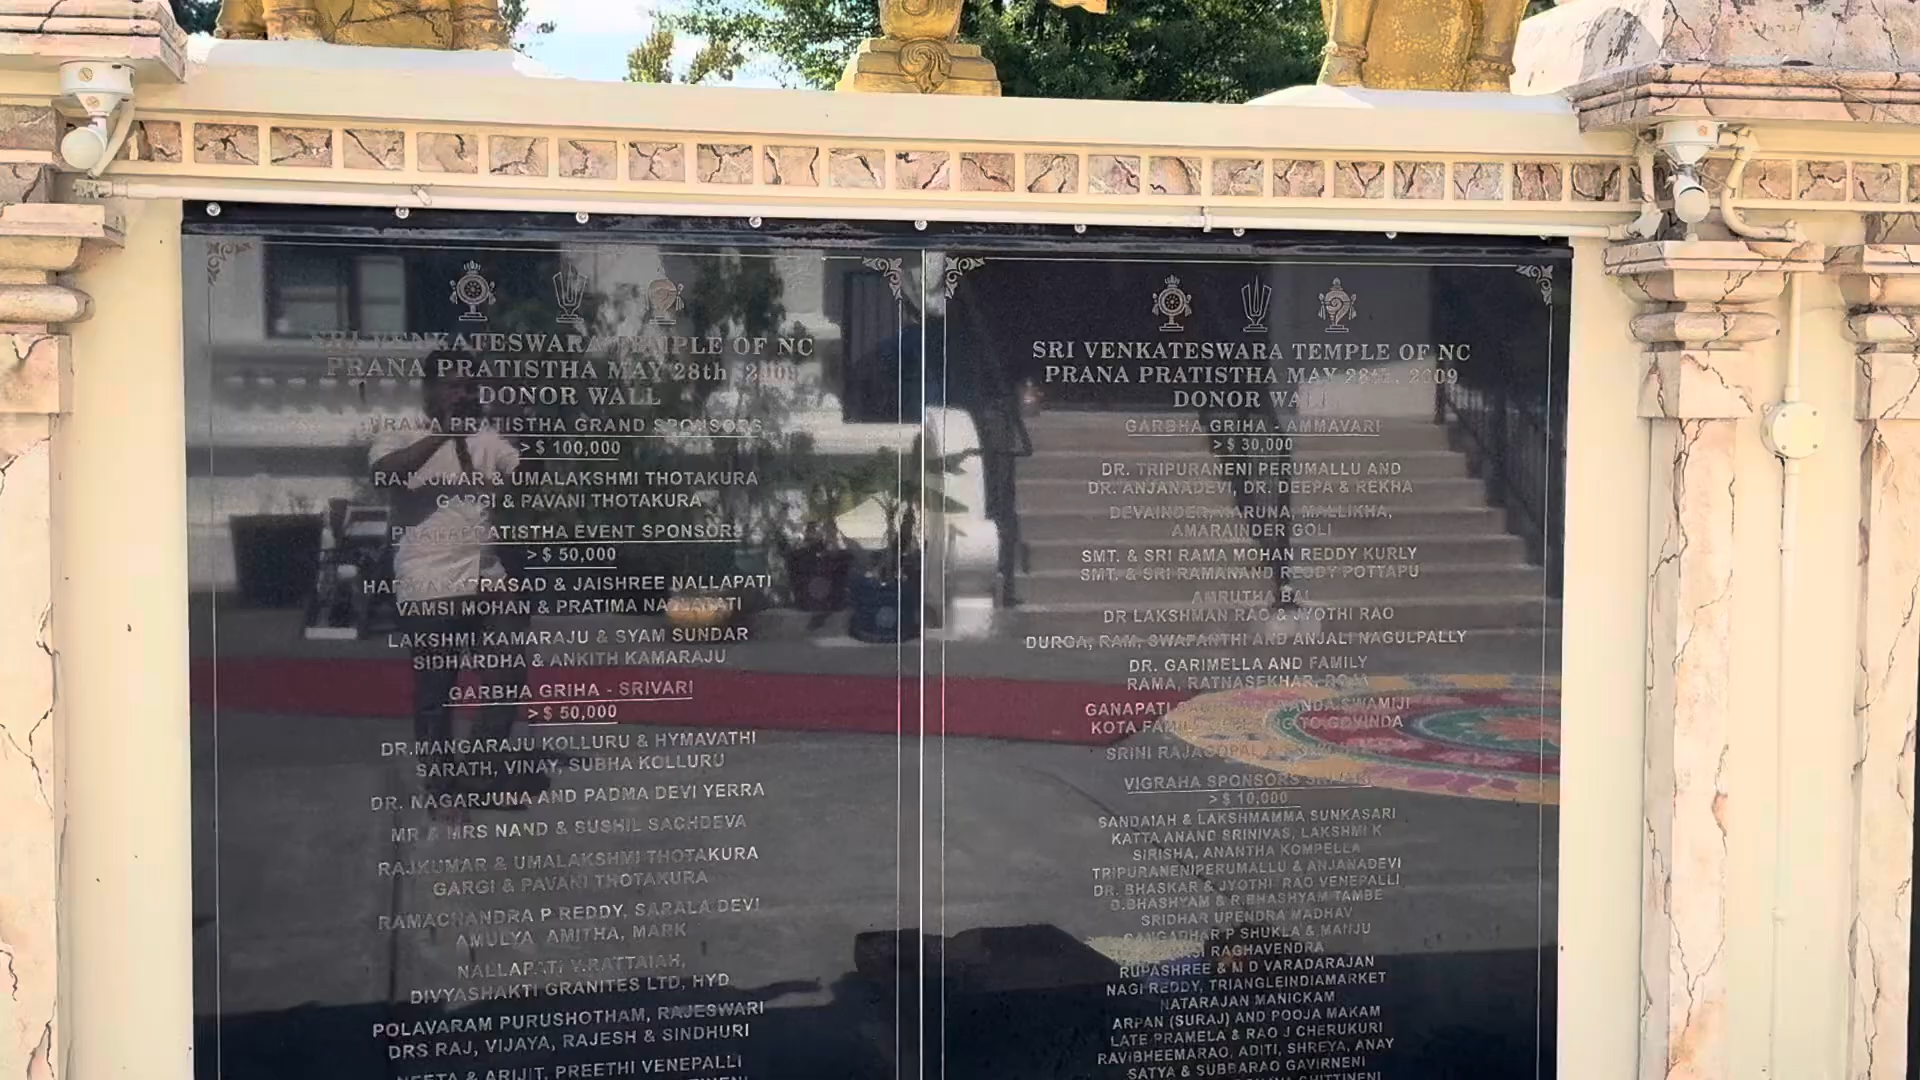 SRI VENKATESWARA TEMPLE OF NC
PRANA PRATISTHA MAY 28th, 2009
DONOR WALL
PRANA PRATISTHA GRAND SPONSORS
> $ 100,000
RAJKUMAR & UMALAKSHMI THOTAKURA
GARGI & PAVANI THOTAKURA
PRATISTHA EVENT SPONSORS
> $ 50,000
PRASAD & JAISHREE NALLAPATI
VAMSI MOHAN & PRATIMA NALLAPATI
LAKSHMI KAMARAJU & SYAM SUNDAR
SIDHARDHA & ANKITH KAMARAJU
GARBHA GRIHA - SRIVARI
> $ 50,000
DR.MANGARAJU KOLLURU & HYMAVATHI
SARATH, VINAY, SUBHA KOLLURU
DR. NAGARJUNA AND PADMA DEVI YERRA
MR & MRS NAND & SUSHIL SACHDEVA
RAJKUMAR & UMALAKSHMI THOTAKURA
GARGI & PAVANI THOTAKURA
RAMACHANDRA P REDDY, SARALA DEVI
AMULYA AMITHA, MARK
NALLAPATI V.RATTAIAH,
DIVYASHAKTI GRANITES LTD, HYD
POLAVARAM PURUSHOTHAM, RAJESWARI
DRS RAJ, VIJAYA, RAJESH & SINDHURI
NEETA & ARIJIT, PREETHI VENEPALLI
SRI VENKATESWARA TEMPLE OF NC
PRANA PRATISTHA MAY 28th, 2009
DONOR WALL
GARBHA GRIHA - AMMAVARI
> $ 30,000
DR. TRIPURANENI PERUMALLU AND
DR. ANJANADEVI, DR. DEEPA & REKHA
DEVAINDER, KARUNA, MALLIKHA,
AMARAINDER GOLI
SMT. & SRI RAMA MOHAN REDDY KURLY
SMT. & SRI RAMANAND REDDY POTTAPU
AMRUTHA BAI
DR LAKSHMAN RAO & JYOTHI RAO
DURGA, RAM, SWAPANTHI AND ANJALI NAGULPALLY
DR. GARIMELLA AND FAMILY
RAMA, RATNASEKHAR,
GANAPATI SWAMIJI
KOTA TO GOVINDA
SRINI RAJAGOPAL &
VIGRAHA SPONSORS
> $ 10,000
SANDAIAH & LAKSHMAMMA SUNKASARI
KATTA ANAND SRINIVAS, LAKSHMI K
SIRISHA, ANANTHA KOMPELLA
TRIPURANENIPERUMALLU & ANJANADEVI
DR. BHASKAR & JYOTHI RAO VENEPALLI
D.BHASHYAM & R.BHASHYAM TAMBE
SRIDHAR UPENDRA MADHAV
GANGARHAR P SHUKLA & MANJU
RAGHAVENDRA
RUPASHREE & M D VARADARAJAN
NAGI REDDY, TRIANGLEINDIAMARKET
NATARAJAN MANICKAM
ARPAN (SURAJ) AND POOJA MAKAM
LATE PRAMELA & RAO J CHERUKURI
RAVIBHEEMARAO, ADITI, SHREYA, ANAY
SATYA & SUBBARAO GAVIRNENI
CHITTINENI